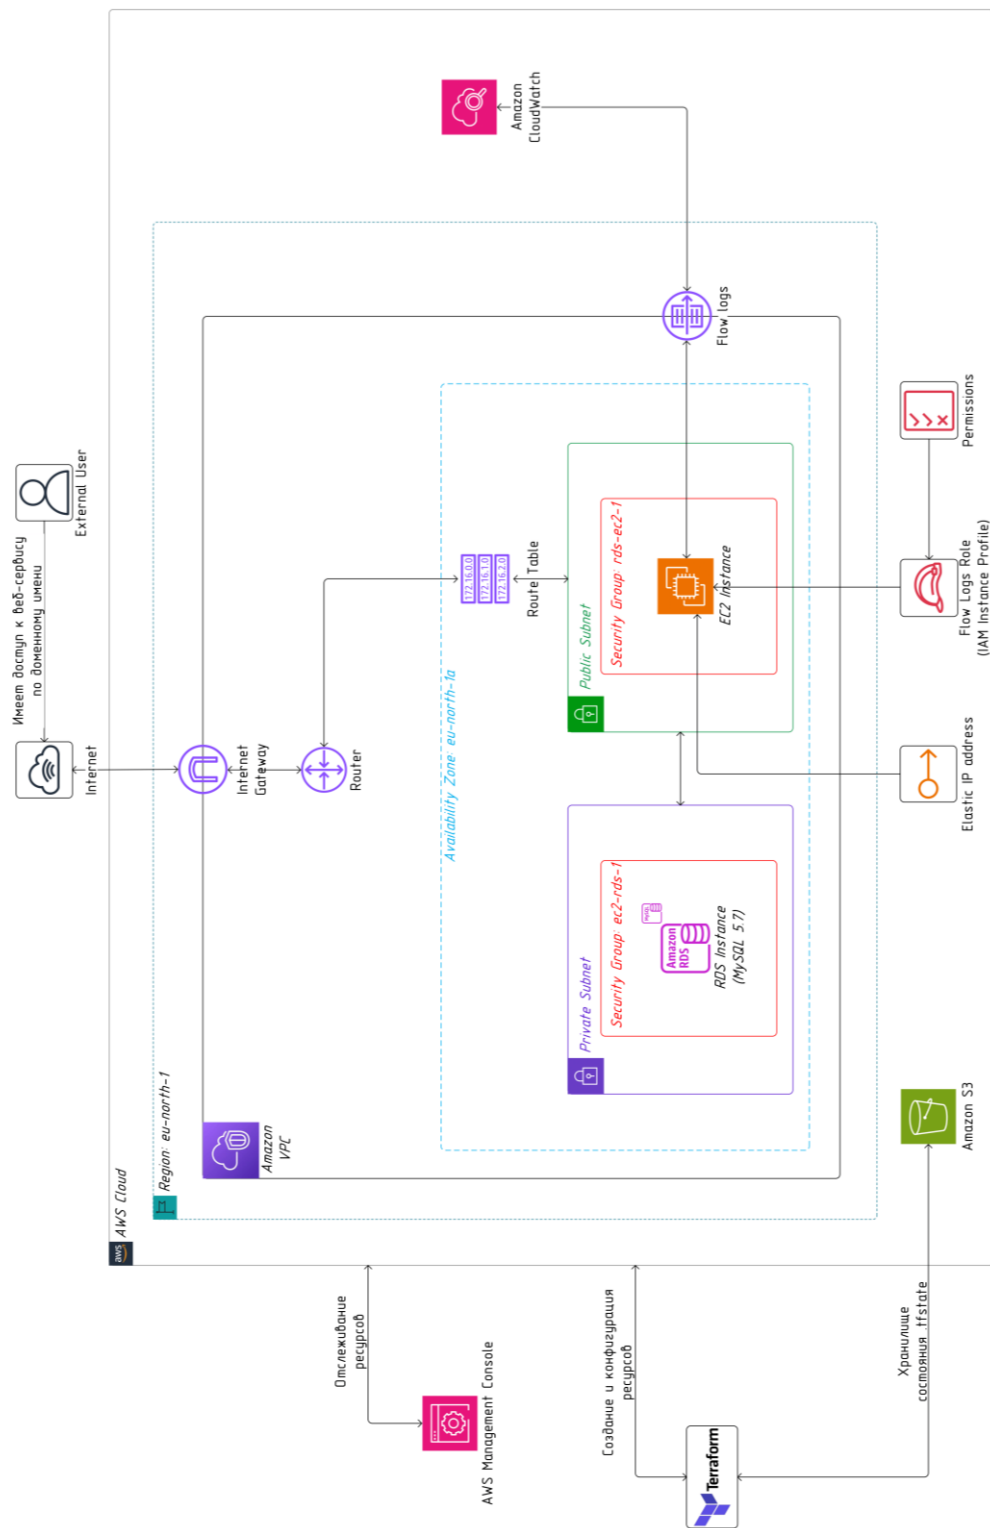 Имеет доступ к веб-сервису
по доменному имени
Internet
External User
aws
AWS Cloud
Region: eu-north-1
Amazon
VPC
Internet
Gateway
Router
Amazon
CloudWatch
Availability Zone: eu-north-1a
172.16.0.0
172.16.1.0
172.16.2.0
Route Table
Flow logs
Private Subnet
Security Group: ec2-rds-1
Amazon
RDS
MySQL
RDS Instance
(MySQL 5.7)
Public Subnet
Security Group: rds-ec2-1
EC2 Instance
AWS Management Console
Отслеживание
ресурсов
Создание и конфигурация
ресурсов
Terraform
Хранилище
состояния .tfstate
Amazon S3
Elastic IP address
Flow Logs Role
(IAM Instance Profile)
Permissions